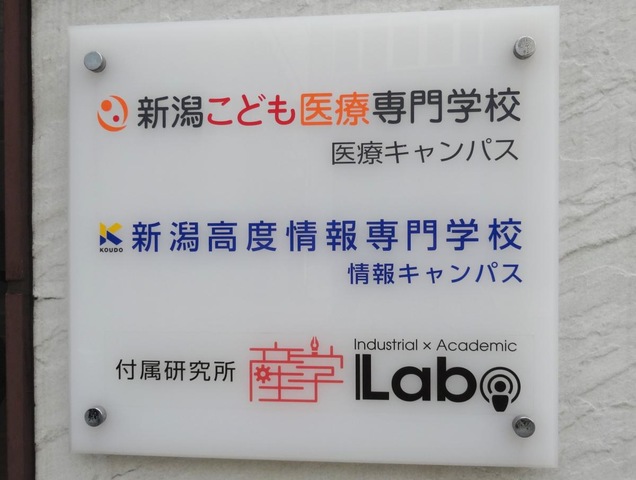 新潟こども医療専門学校
医療キャンパス
KOUDO 新潟高度情報専門学校
情報キャンパス
付属研究所 産学 Industrial × Academic
Labo